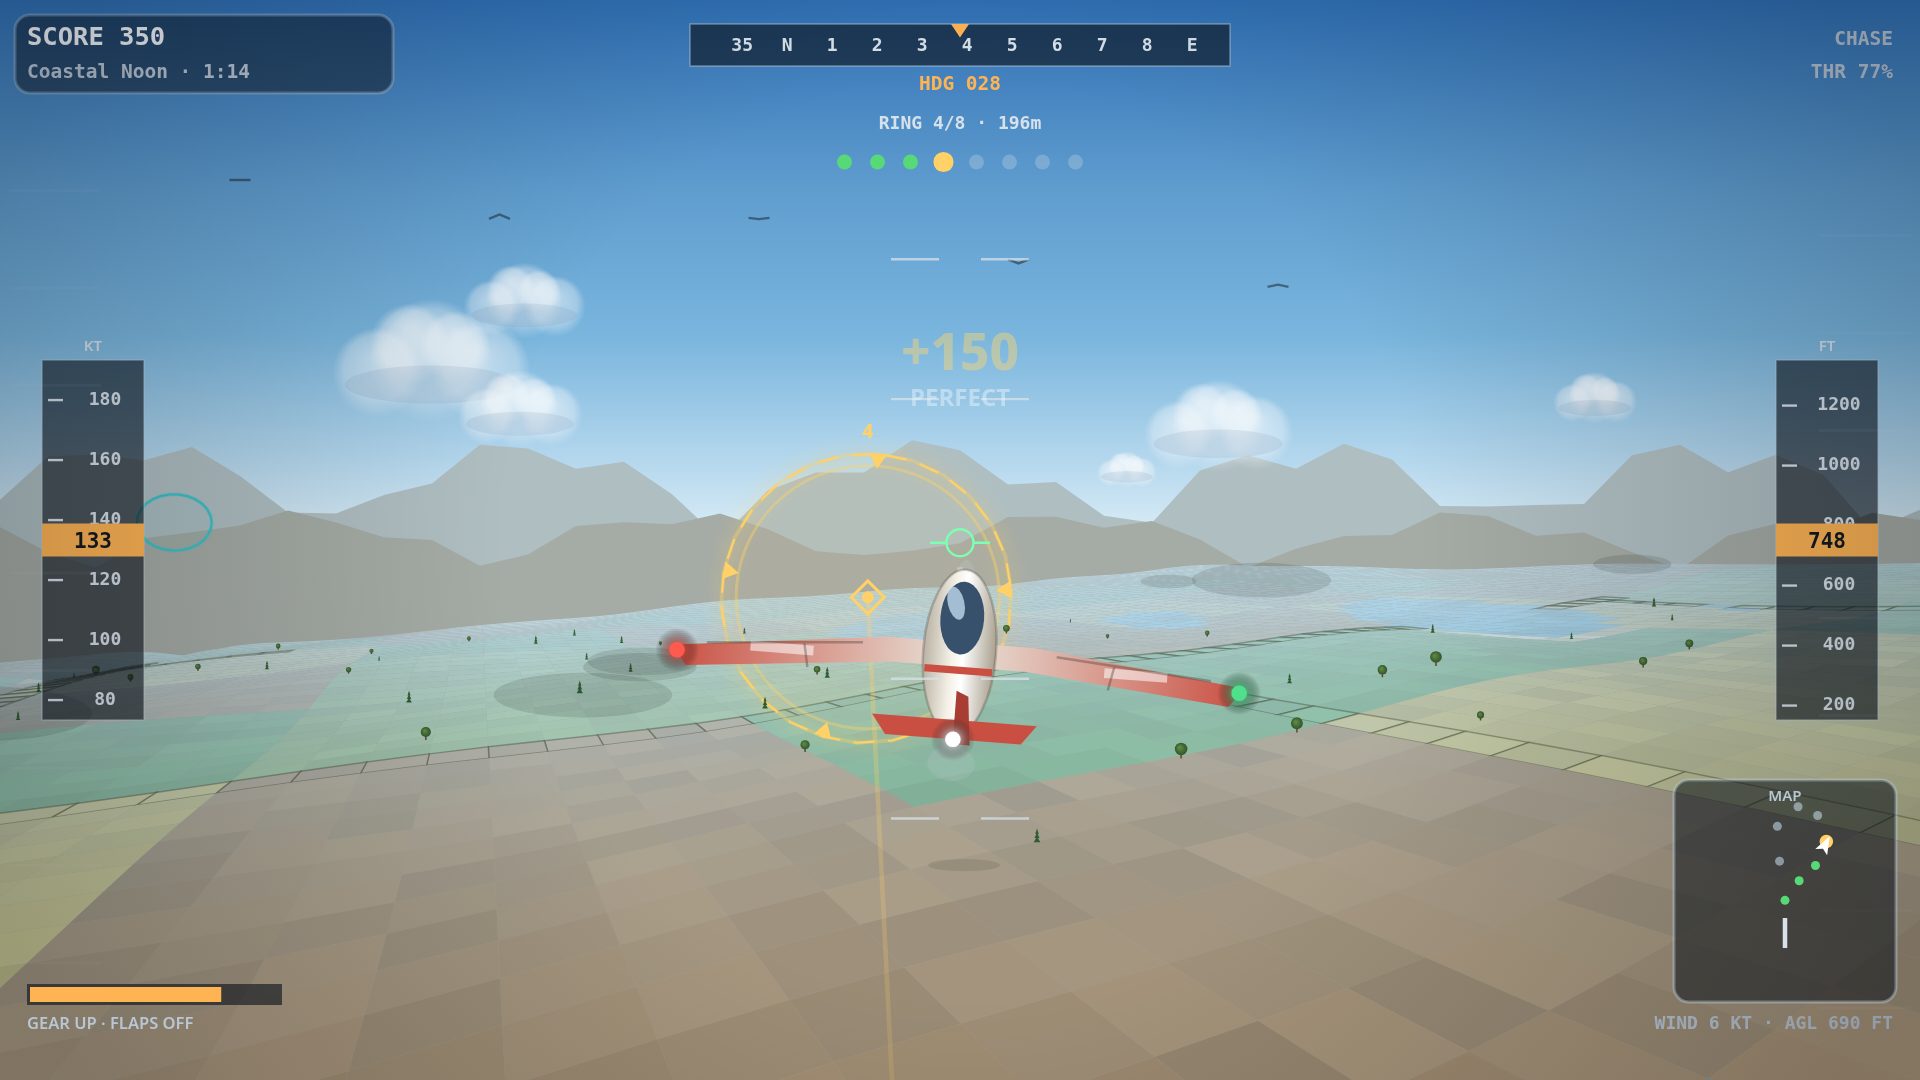 SCORE 350
Coastal Noon · 1:14
35 N 1 2 3 4 5 6 7 8 E
HDG 028
RING 4/8 · 196m
CHASE
THR 77%
+150
PERFECT
4
KT
180
160
140
133
120
100
80
FT
1200
1000
800
748
600
400
200
MAP
GEAR UP · FLAPS OFF
WIND 6 KT · AGL 690 FT